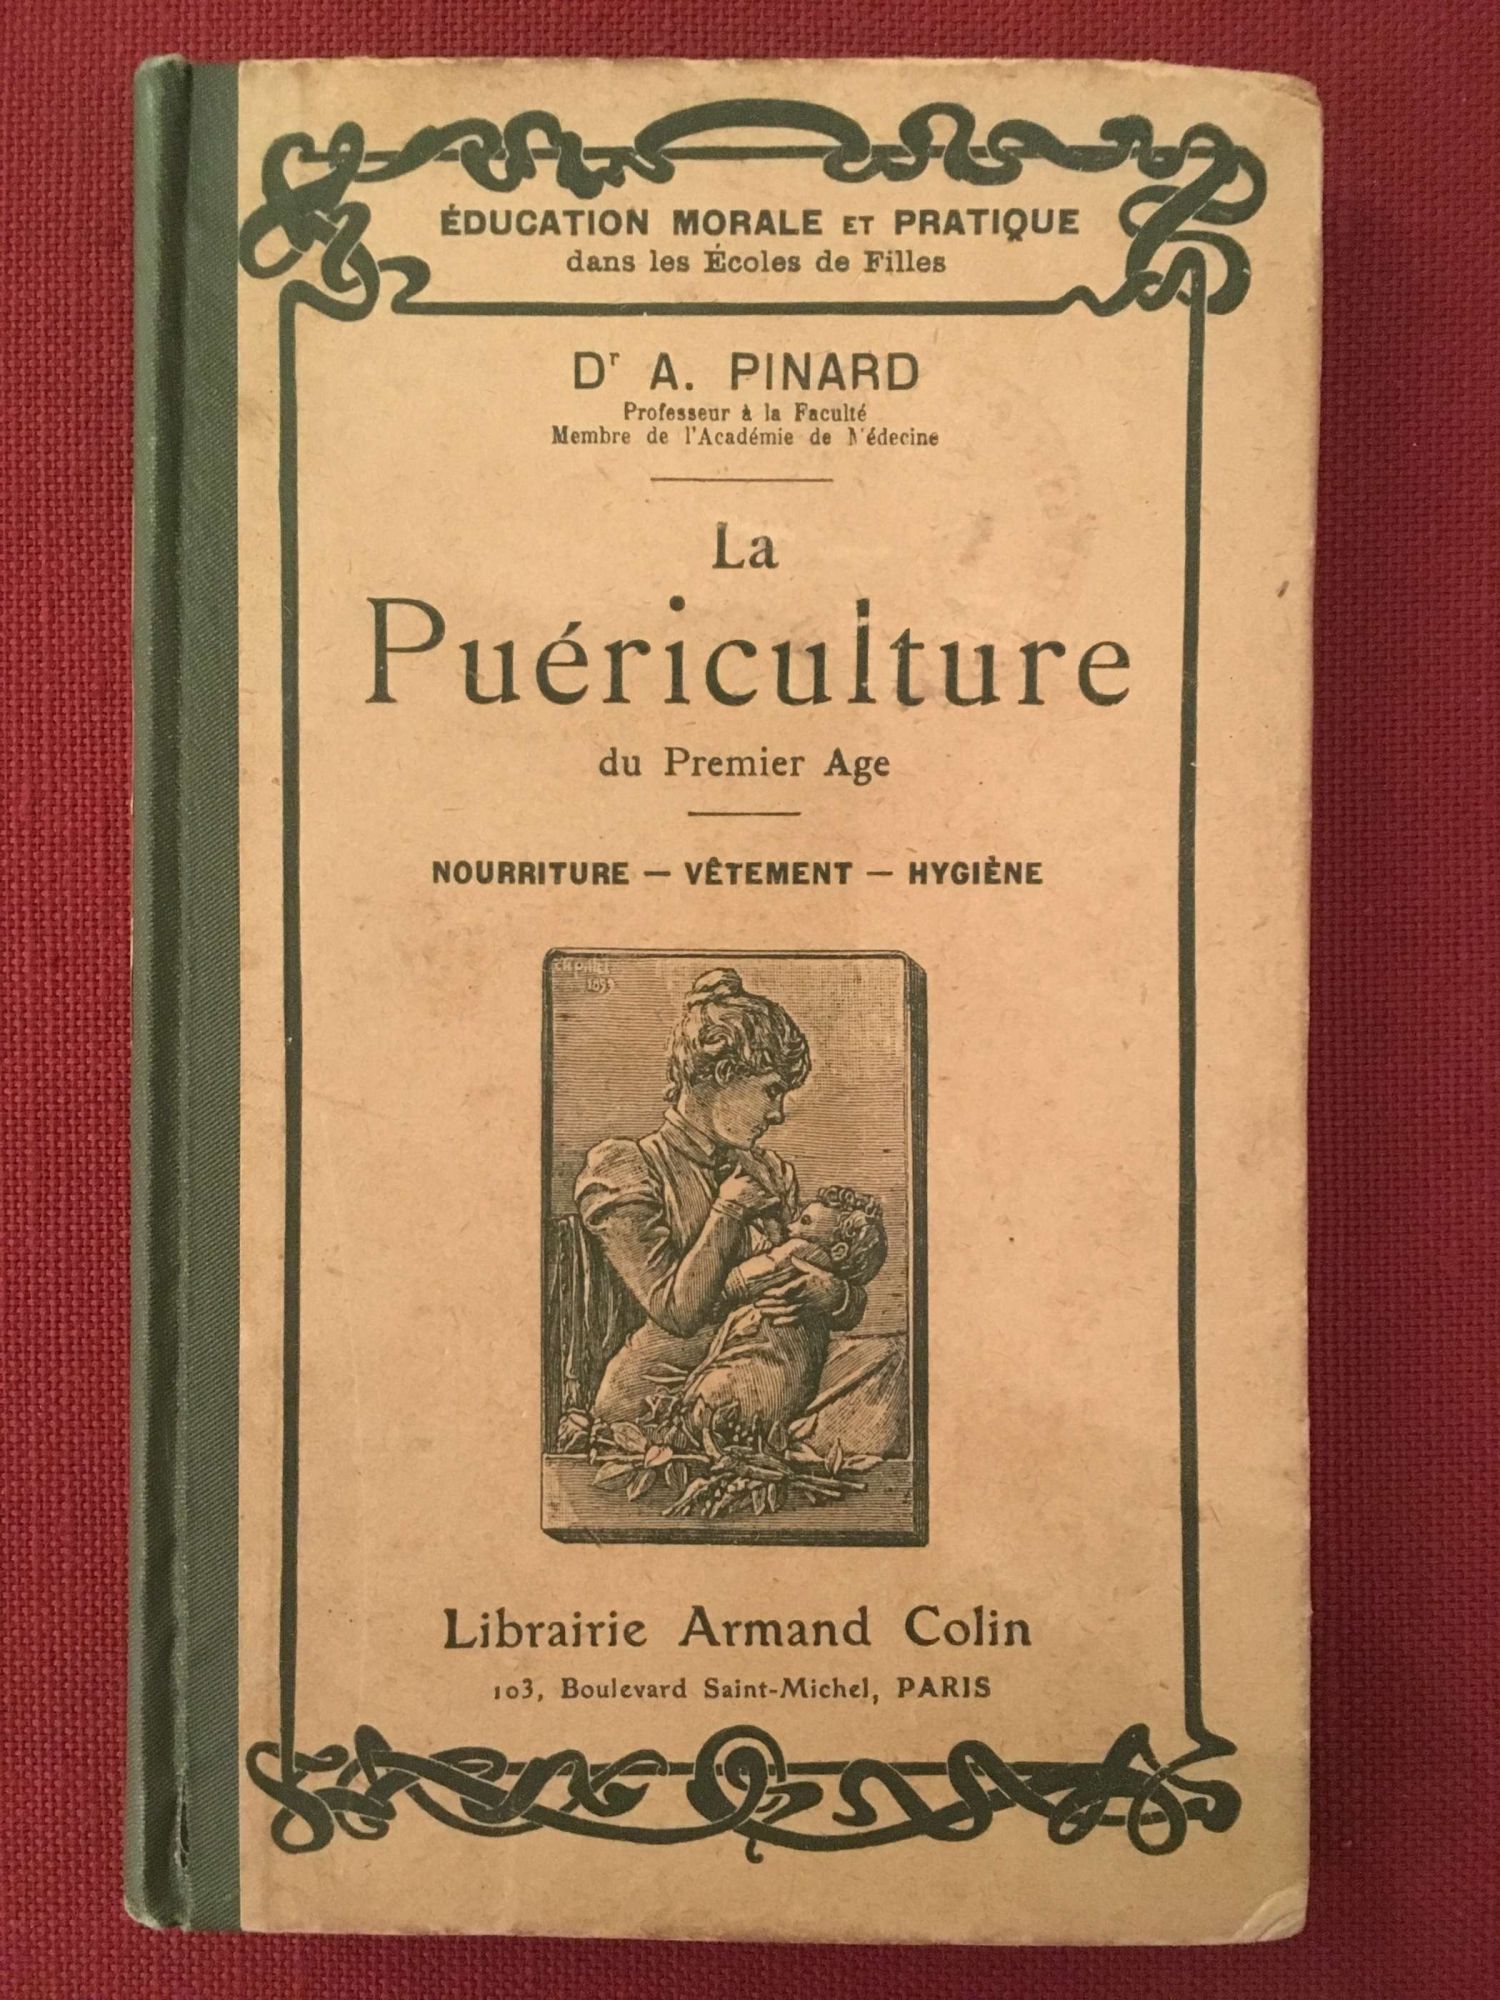 ÉDUCATION MORALE ET PRATIQUE
dans les Écoles de Filles
Dr A. PINARD
Professeur à la Faculté
Membre de l'Académie de Médecine
La
Puériculture
du Premier Age
NOURRITURE — VÊTEMENT — HYGIÈNE
Librairie Armand Colin
103, Boulevard Saint-Michel, PARIS